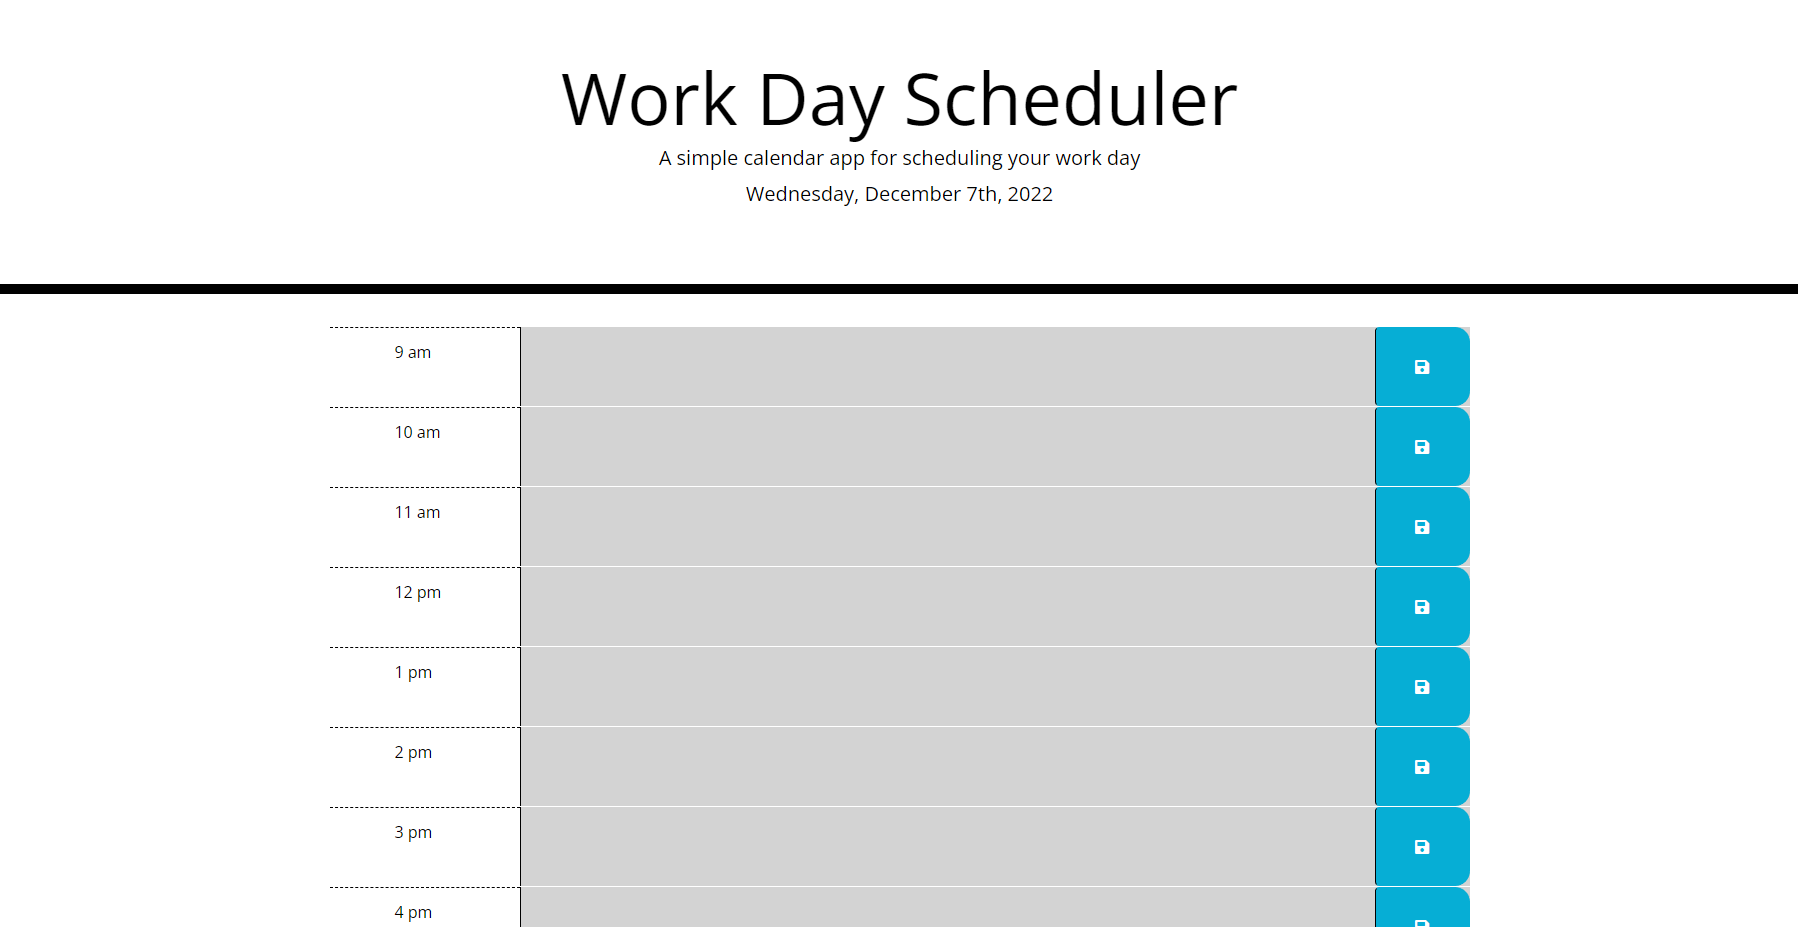 Work Day Scheduler
A simple calendar app for scheduling your work day
Wednesday, December 7th, 2022
9 am
10 am
11 am
12 pm
1 pm
2 pm
3 pm
4 pm